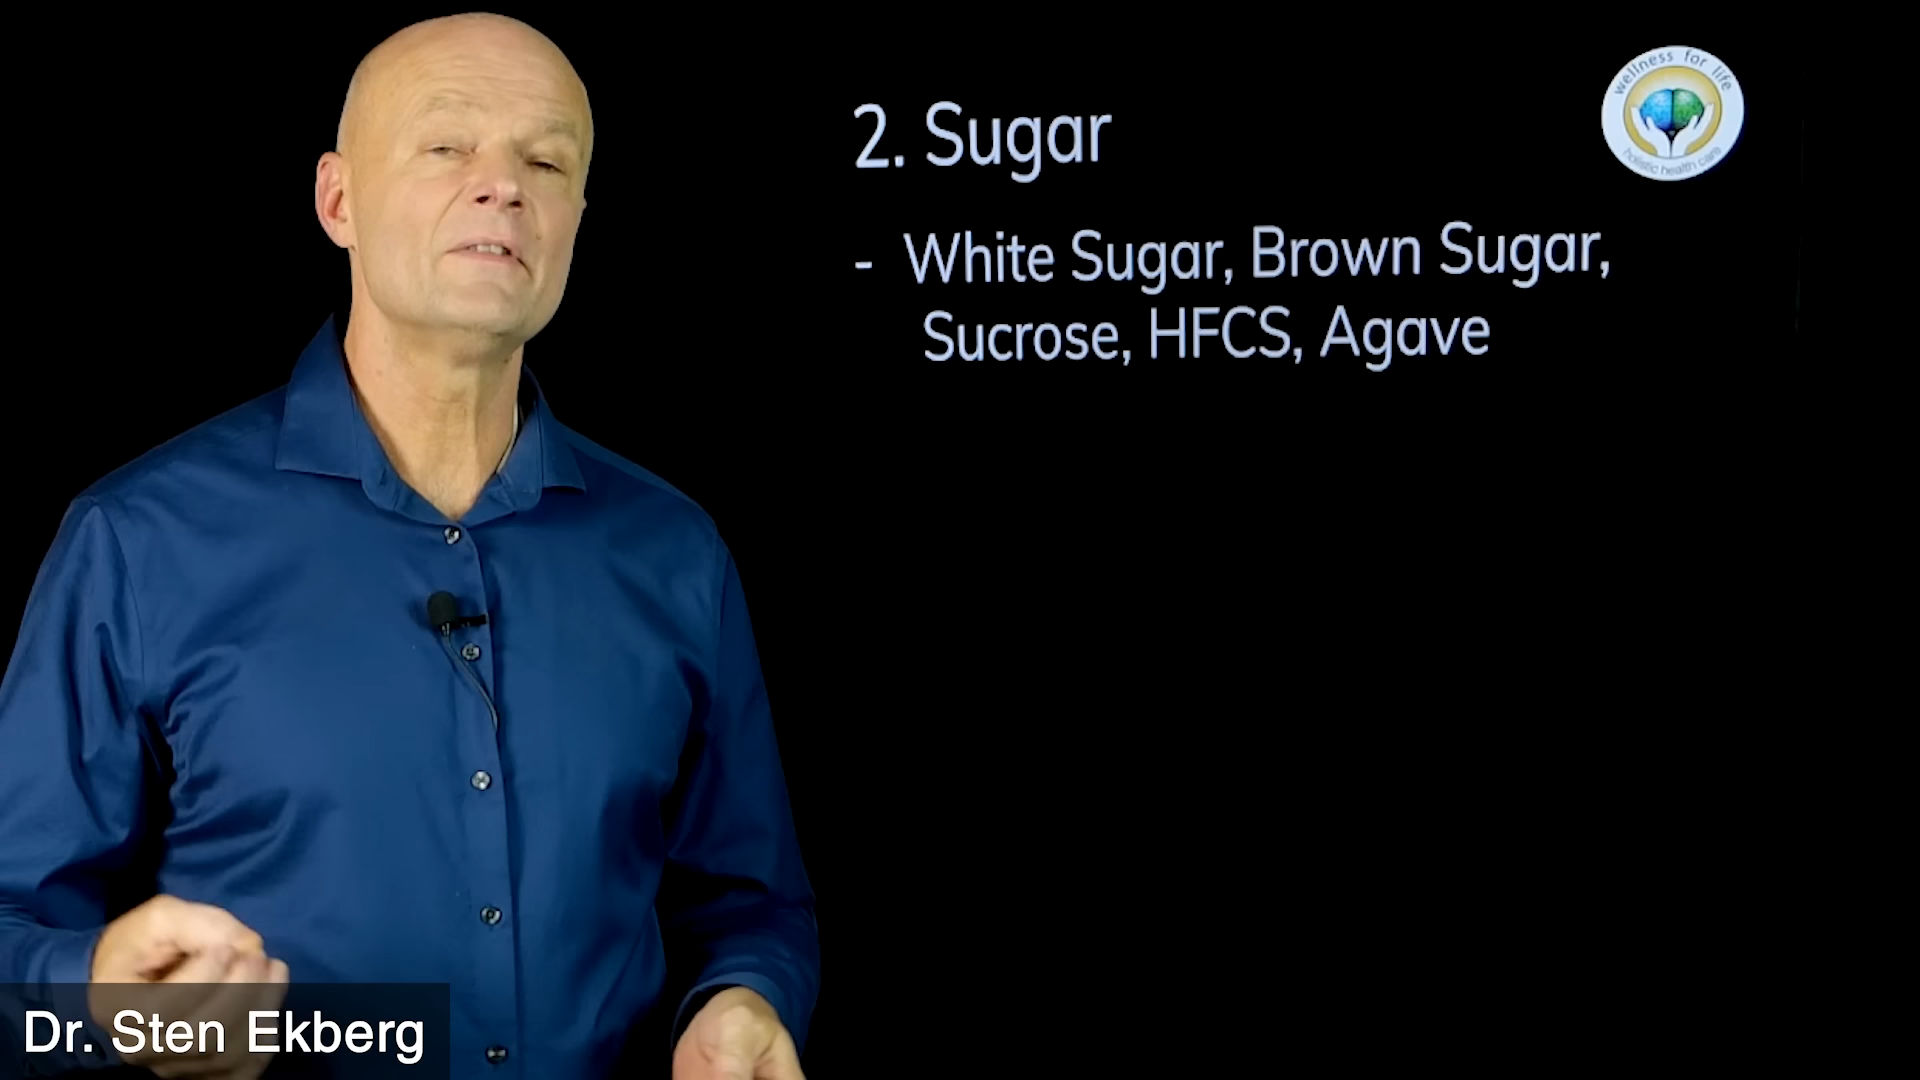 wellness for life
holistic health care
2. Sugar
- White Sugar, Brown Sugar,
Sucrose, HFCS, Agave
Dr. Sten Ekberg